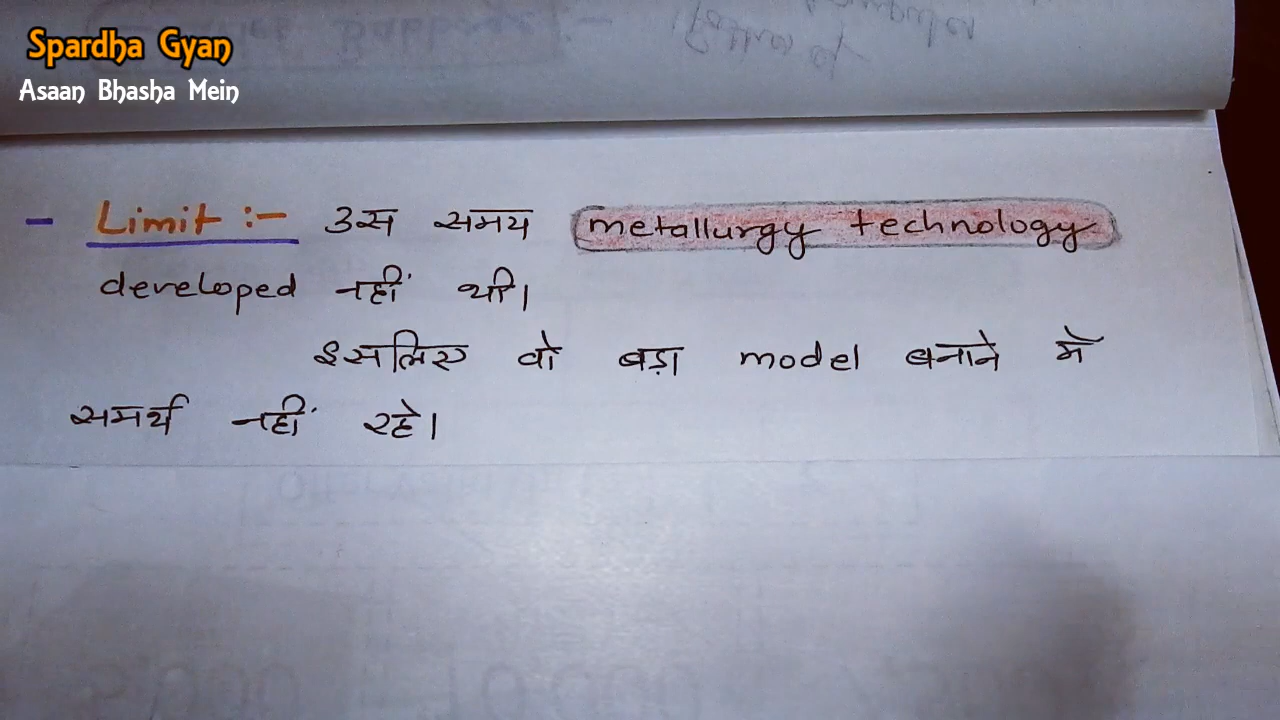 Spardha Gyan
Asaan Bhasha Mein
- Limit :- उस समय metallurgy technology
developed नहीं थी।
इसलिए वो बड़ा model बनाने मे
समर्थ नहीं रहे।